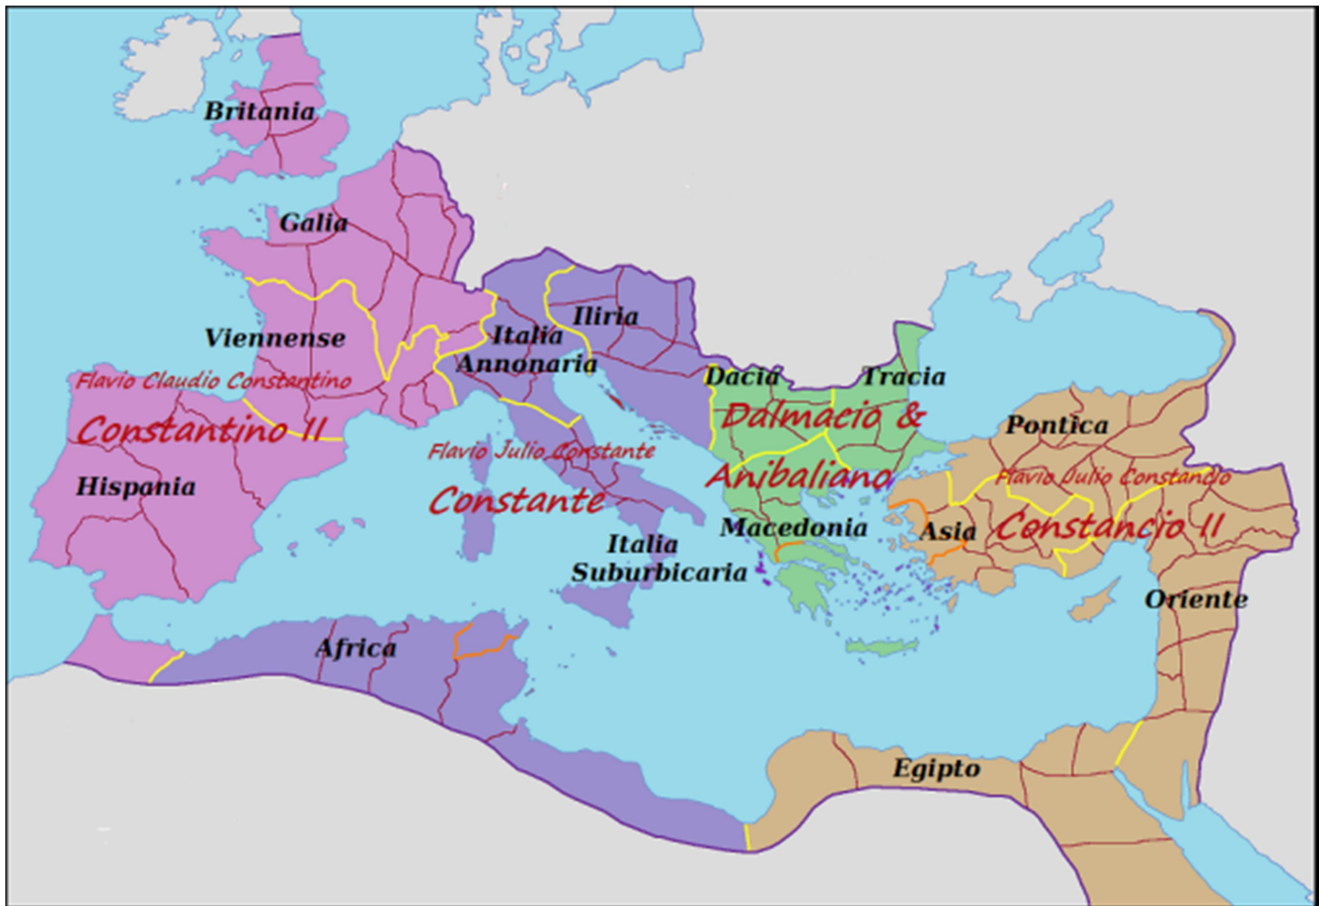 Britania
Galia
Viennense
Flavio Claudio Constantino
Constantino II
Hispania
Italia
Annonaria
Iliria
Flavio Julio Constante
Constante
Italia
Suburbicaria
Africa
Dacia
Tracia
Dalmacio &
Anibaliano
Macedonia
Pontica
Flavio Julio Constancio
Constancio II
Asia
Oriente
Egipto